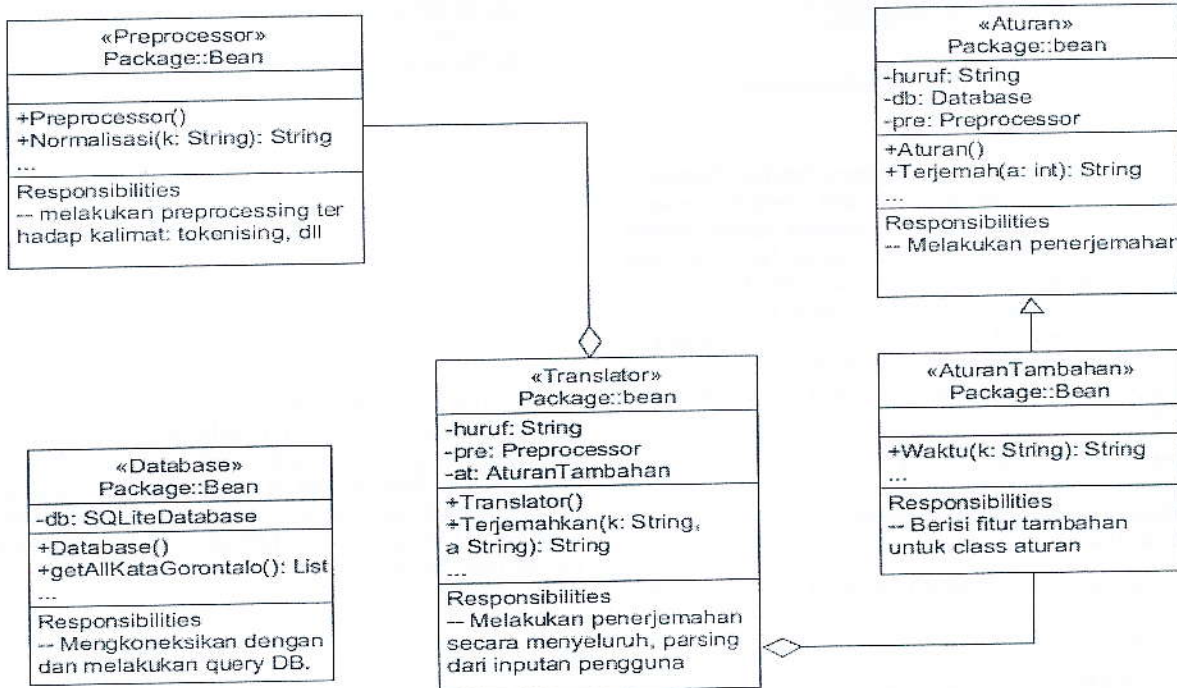 «Preprocessor»
Package::Bean
+Preprocessor()
+Normalisasi(k: String): String
...
Responsibilities
-- melakukan preprocessing ter
hadap kalimat: tokenising, dll
«Aturan»
Package::bean
-huruf: String
-db: Database
-pre: Preprocessor
+Aturan()
+Terjemah(a: int): String
...
Responsibilities
-- Melakukan penerjemahan
«Translator»
Package::bean
-huruf: String
-pre: Preprocessor
-at: AturanTambahan
+Translator()
+Terjemahkan(k: String,
a String): String
...
Responsibilities
-- Melakukan penerjemahan
secara menyeluruh, parsing
dari inputan pengguna
«AturanTambahan»
Package::Bean
+Waktu(k: String): String
...
Responsibilities
-- Berisi fitur tambahan
untuk class aturan
«Database»
Package::Bean
-db: SQLiteDatabase
+Database()
+getAllKataGorontalo(): List
...
Responsibilities
-- Mengkoneksikan dengan
dan melakukan query DB.